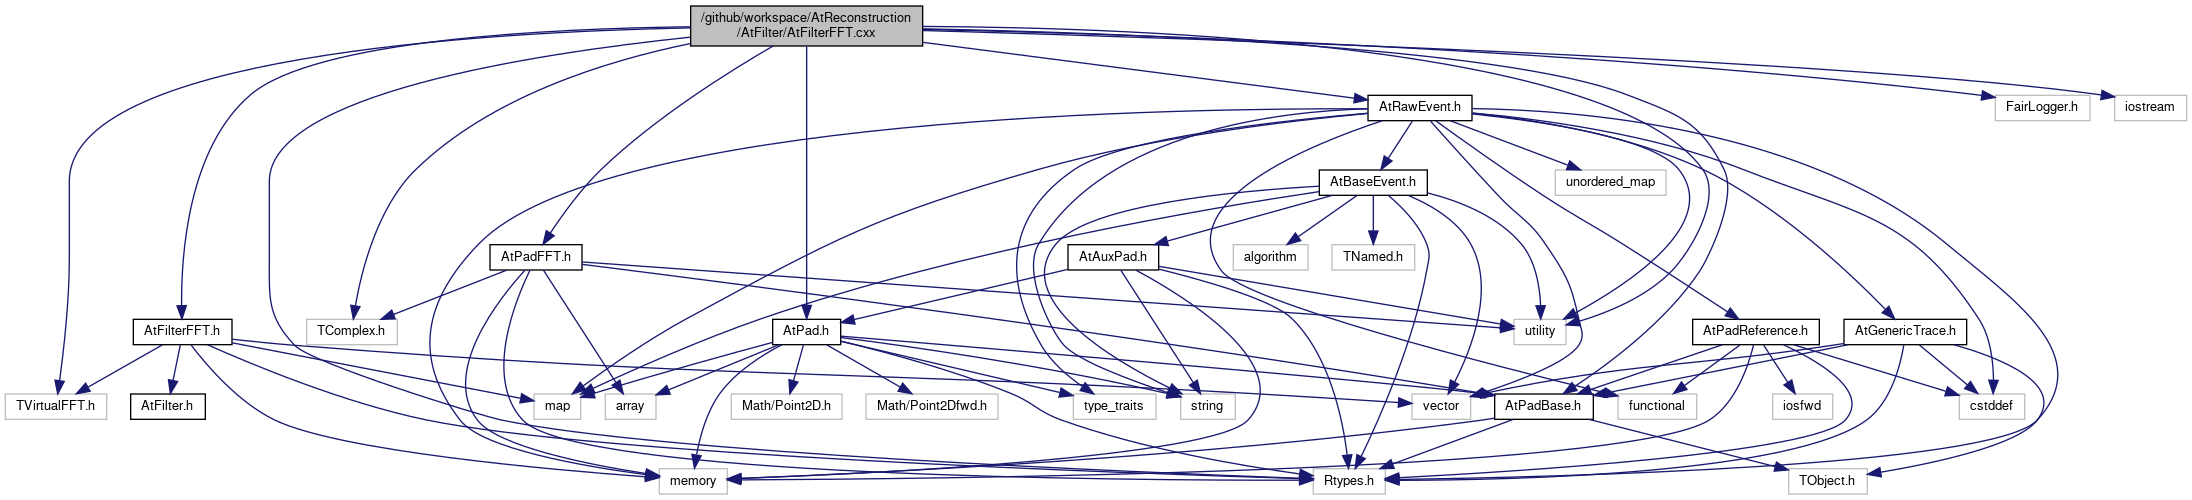 /github/workspace/AtReconstruction
/AtFilter/AtFilterFFT.cxx
AtRawEvent.h
FairLogger.h
iostream
AtBaseEvent.h
unordered_map
AtPadFFT.h
AtAuxPad.h
algorithm
TNamed.h
AtFilterFFT.h
TComplex.h
AtPad.h
utility
AtPadReference.h
AtGenericTrace.h
TVirtualFFT.h
AtFilter.h
map
array
Math/Point2D.h
Math/Point2Dfwd.h
type_traits
string
vector
AtPadBase.h
functional
iosfwd
cstddef
memory
Rtypes.h
TObject.h